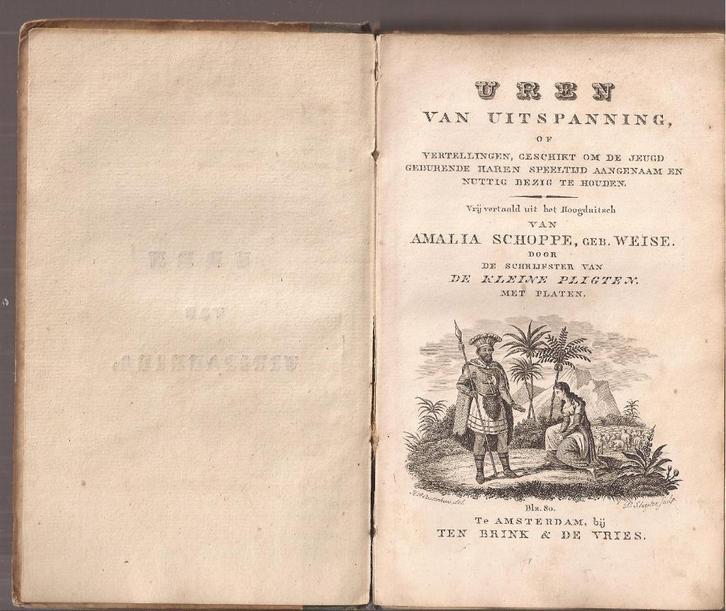 UREN
VAN UITSPANNING,
OF
VERTELLINGEN, GESCHIKT OM DE JEUGD
GEDURENDE HAREN SPEELTIJD AANGENAAM EN
NUTTIG BEZIG TE HOUDEN.
Vrij vertaald uit het Hoogduitsch
VAN
AMALIA SCHOPPE, GEB. WEISE.
DOOR
DE SCHRIJFSTER VAN
DE KLEINE PLIGTEN.
MET PLATEN.
Blz. 80.
Te AMSTERDAM, bij
TEN BRINK & DE VRIES.